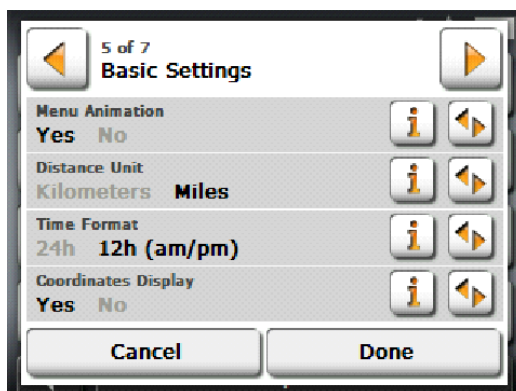 5 of 7
Basic Settings
Menu Animation
Yes No
Distance Unit
Kilometers Miles
Time Format
24h 12h (am/pm)
Coordinates Display
Yes No
Cancel Done